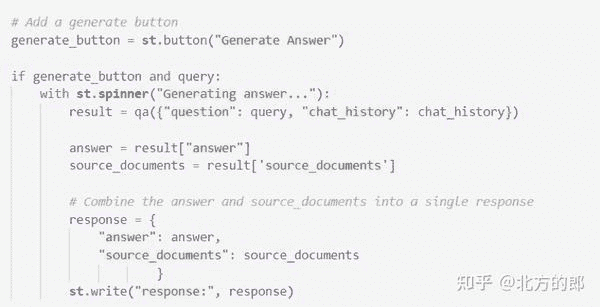 # Add a generate button
generate_button = st.button("Generate Answer")
if generate_button and query:
with st.spinner("Generating answer..."):
result = qa({"question": query, "chat_history": chat_history})
answer = result["answer"]
source_documents = result['source_documents']
# Combine the answer and source_documents into a single response
response = {
"answer": answer,
"source_documents": source_documents
}
st.write("response:", response)
知乎 @北方的郎